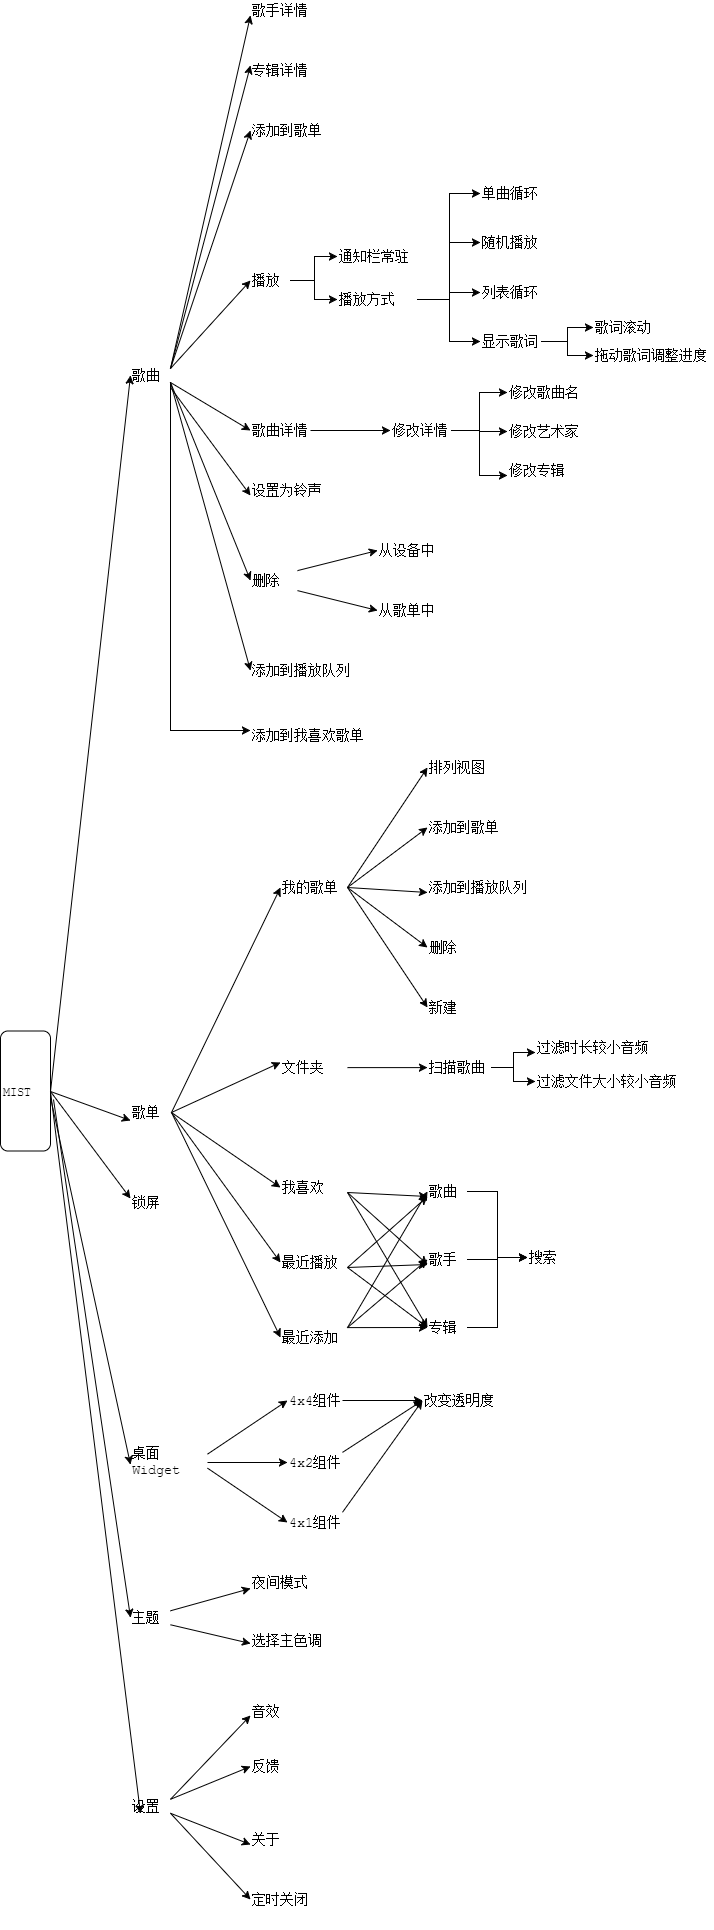 歌手详情
专辑详情
添加到歌单
单曲循环
随机播放
通知栏常驻
播放
列表循环
播放方式
歌词滚动
显示歌词
拖动歌词调整进度
歌曲
修改歌曲名
歌曲详情
修改详情
修改艺术家
修改专辑
设置为铃声
从设备中
删除
从歌单中
添加到播放队列
添加到我喜欢歌单
排列视图
添加到歌单
我的歌单
添加到播放队列
删除
新建
过滤时长较小音频
文件夹
扫描歌曲
过滤文件大小较小音频
MIST
歌单
我喜欢
歌曲
锁屏
最近播放
歌手
搜索
最近添加
专辑
4x4组件
改变透明度
桌面
Widget
4x2组件
4x1组件
夜间模式
主题
选择主色调
音效
反馈
设置
关于
定时关闭